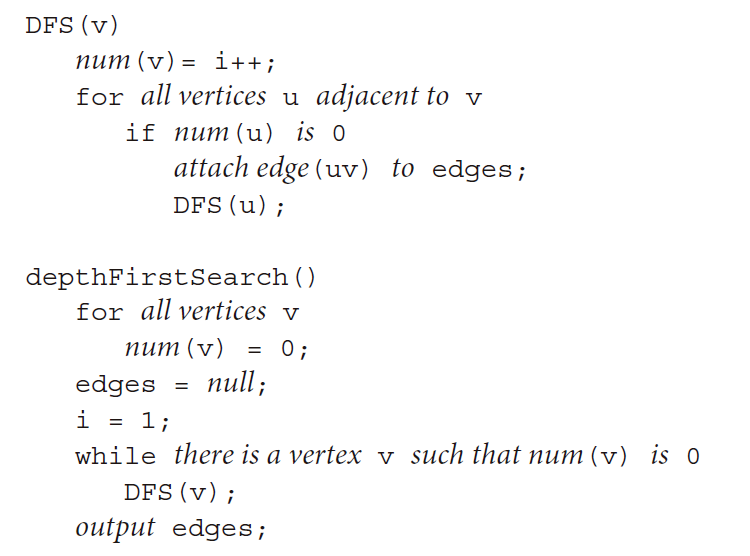 DFS(v)
num(v)= i++;
for all vertices u adjacent to v
if num(u) is 0
attach edge(uv) to edges;
DFS(u);
depthFirstSearch()
for all vertices v
num(v) = 0;
edges = null;
i = 1;
while there is a vertex v such that num(v) is 0
DFS(v);
output edges;